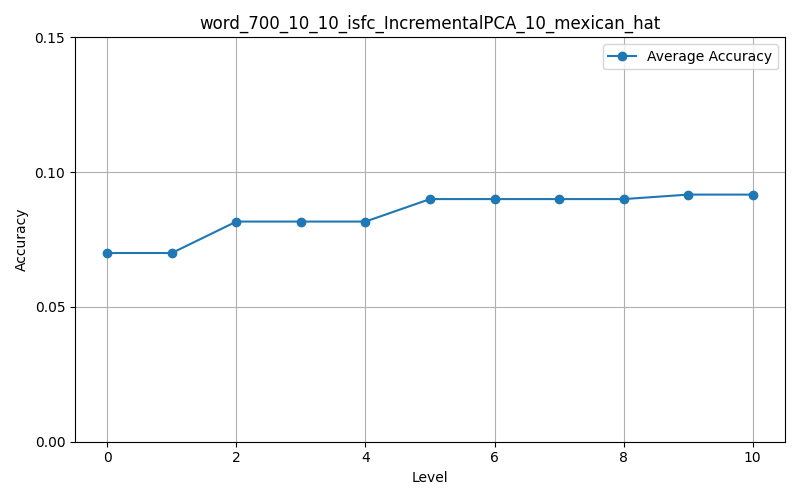 word_700_10_10_isfc_IncrementalPCA_10_mexican_hat
Average Accuracy
0.15
0.10
0.05
0.00
Accuracy
0 2 4 6 8 10
Level